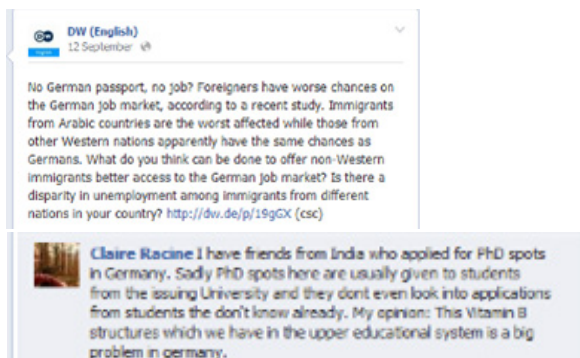 DW (English)
12 September
No German passport, no job? Foreigners have worse chances on
the German job market, according to a recent study. Immigrants
from Arabic countries are the worst affected while those from
other Western nations apparently have the same chances as
Germans. What do you think can be done to offer non-Western
immigrants better access to the German job market? Is there a
disparity in unemployment among immigrants from different
nations in your country? http://dw.de/p/19gGX (csc)
Claire Racine I have friends from India who applied for PhD spots
in Germany. Sadly PhD spots here are usually given to students
from the issuing University and they dont even look into applications
from students the don't know already. My opinion: This Vitamin B
structures which we have in the upper educational system is a big
problem in germany.